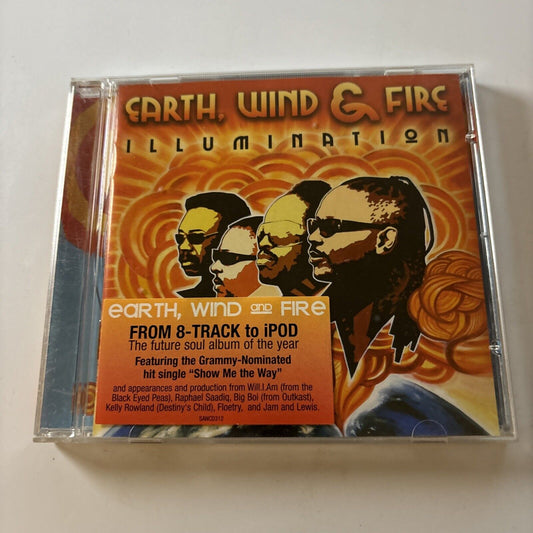 EARTH, WIND & FIRE
ILLUMINATION
EARTH, WIND and FIRE
FROM 8-TRACK to iPOD
The future soul album of the year
Featuring the Grammy-Nominated
hit single "Show Me the Way"
and appearances and production from Will.I.Am (from the
Black Eyed Peas), Raphael Saadiq, Big Boi (from Outkast),
Kelly Rowland (Destiny's Child), Floetry, and Jam and Lewis.
SANCD312